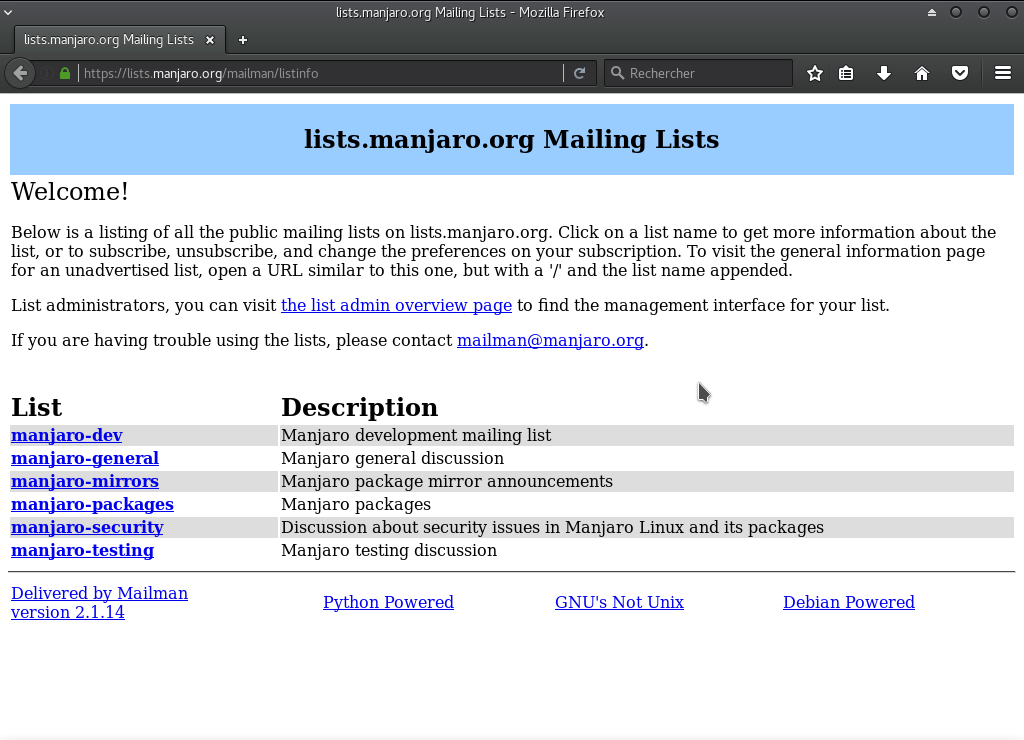 lists.manjaro.org Mailing Lists - Mozilla Firefox
lists.manjaro.org Mailing Lists
https://lists.manjaro.org/mailman/listinfo
Rechercher
lists.manjaro.org Mailing Lists
Welcome!
Below is a listing of all the public mailing lists on lists.manjaro.org. Click on a list name to get more information about the
list, or to subscribe, unsubscribe, and change the preferences on your subscription. To visit the general information page
for an unadvertised list, open a URL similar to this one, but with a '/' and the list name appended.
List administrators, you can visit the list admin overview page to find the management interface for your list.
If you are having trouble using the lists, please contact mailman@manjaro.org.
List Description
manjaro-dev Manjaro development mailing list
manjaro-general Manjaro general discussion
manjaro-mirrors Manjaro package mirror announcements
manjaro-packages Manjaro packages
manjaro-security Discussion about security issues in Manjaro Linux and its packages
manjaro-testing Manjaro testing discussion
Delivered by Mailman
version 2.1.14
Python Powered
GNU's Not Unix
Debian Powered